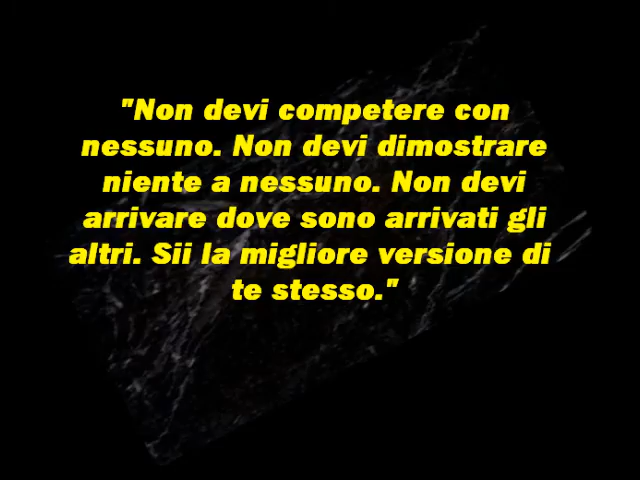 "Non devi competere con
nessuno. Non devi dimostrare
niente a nessuno. Non devi
arrivare dove sono arrivati gli
altri. Sii la migliore versione di
te stesso."